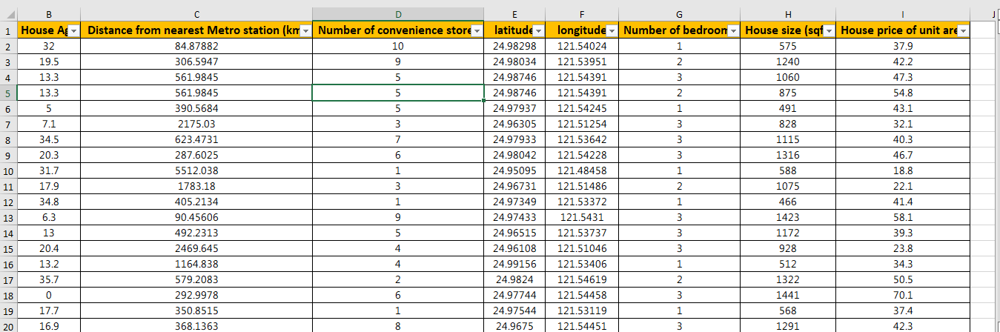 B C D E F G H I J
1 House Ag Distance from nearest Metro station (km Number of convenience store latitude longitude Number of bedroom House size (sqf House price of unit are
2 32 84.87882 10 24.98298 121.54024 1 575 37.9
3 19.5 306.5947 9 24.98034 121.53951 2 1240 42.2
4 13.3 561.9845 5 24.98746 121.54391 3 1060 47.3
5 13.3 561.9845 5 24.98746 121.54391 2 875 54.8
6 5 390.5684 5 24.97937 121.54245 1 491 43.1
7 7.1 2175.03 3 24.96305 121.51254 3 828 32.1
8 34.5 623.4731 7 24.97933 121.53642 3 1115 40.3
9 20.3 287.6025 6 24.98042 121.54228 3 1316 46.7
10 31.7 5512.038 1 24.95095 121.48458 1 588 18.8
11 17.9 1783.18 3 24.96731 121.51486 2 1075 22.1
12 34.8 405.2134 1 24.97349 121.53372 1 466 41.4
13 6.3 90.45606 9 24.97433 121.5431 3 1423 58.1
14 13 492.2313 5 24.96515 121.53737 3 1172 39.3
15 20.4 2469.645 4 24.96108 121.51046 3 928 23.8
16 13.2 1164.838 4 24.99156 121.53406 1 512 34.3
17 35.7 579.2083 2 24.9824 121.54619 2 1322 50.5
18 0 292.9978 6 24.97744 121.54458 3 1441 70.1
19 17.7 350.8515 1 24.97544 121.53119 1 568 37.4
20 16.9 368.1363 8 24.9675 121.54451 3 1291 42.3